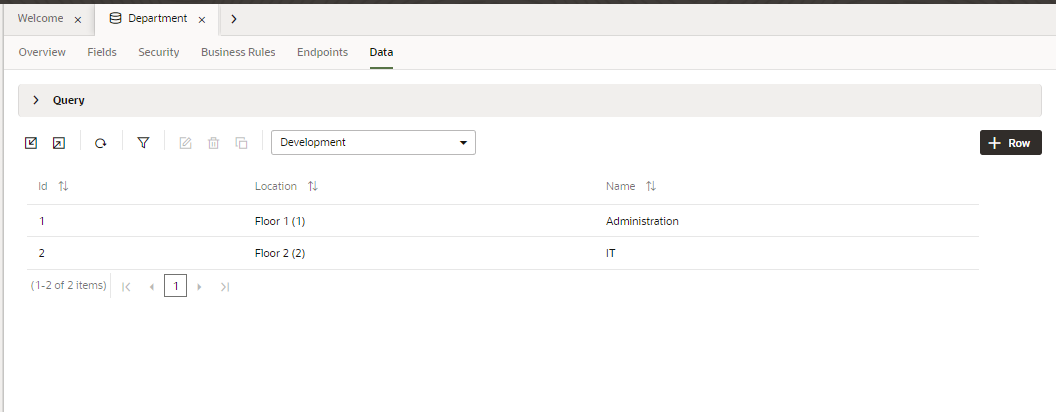 Welcome
Department
Overview Fields Security Business Rules Endpoints Data
Query
Development
Row
Id Location Name
1 Floor 1 (1) Administration
2 Floor 2 (2) IT
(1-2 of 2 items) 1